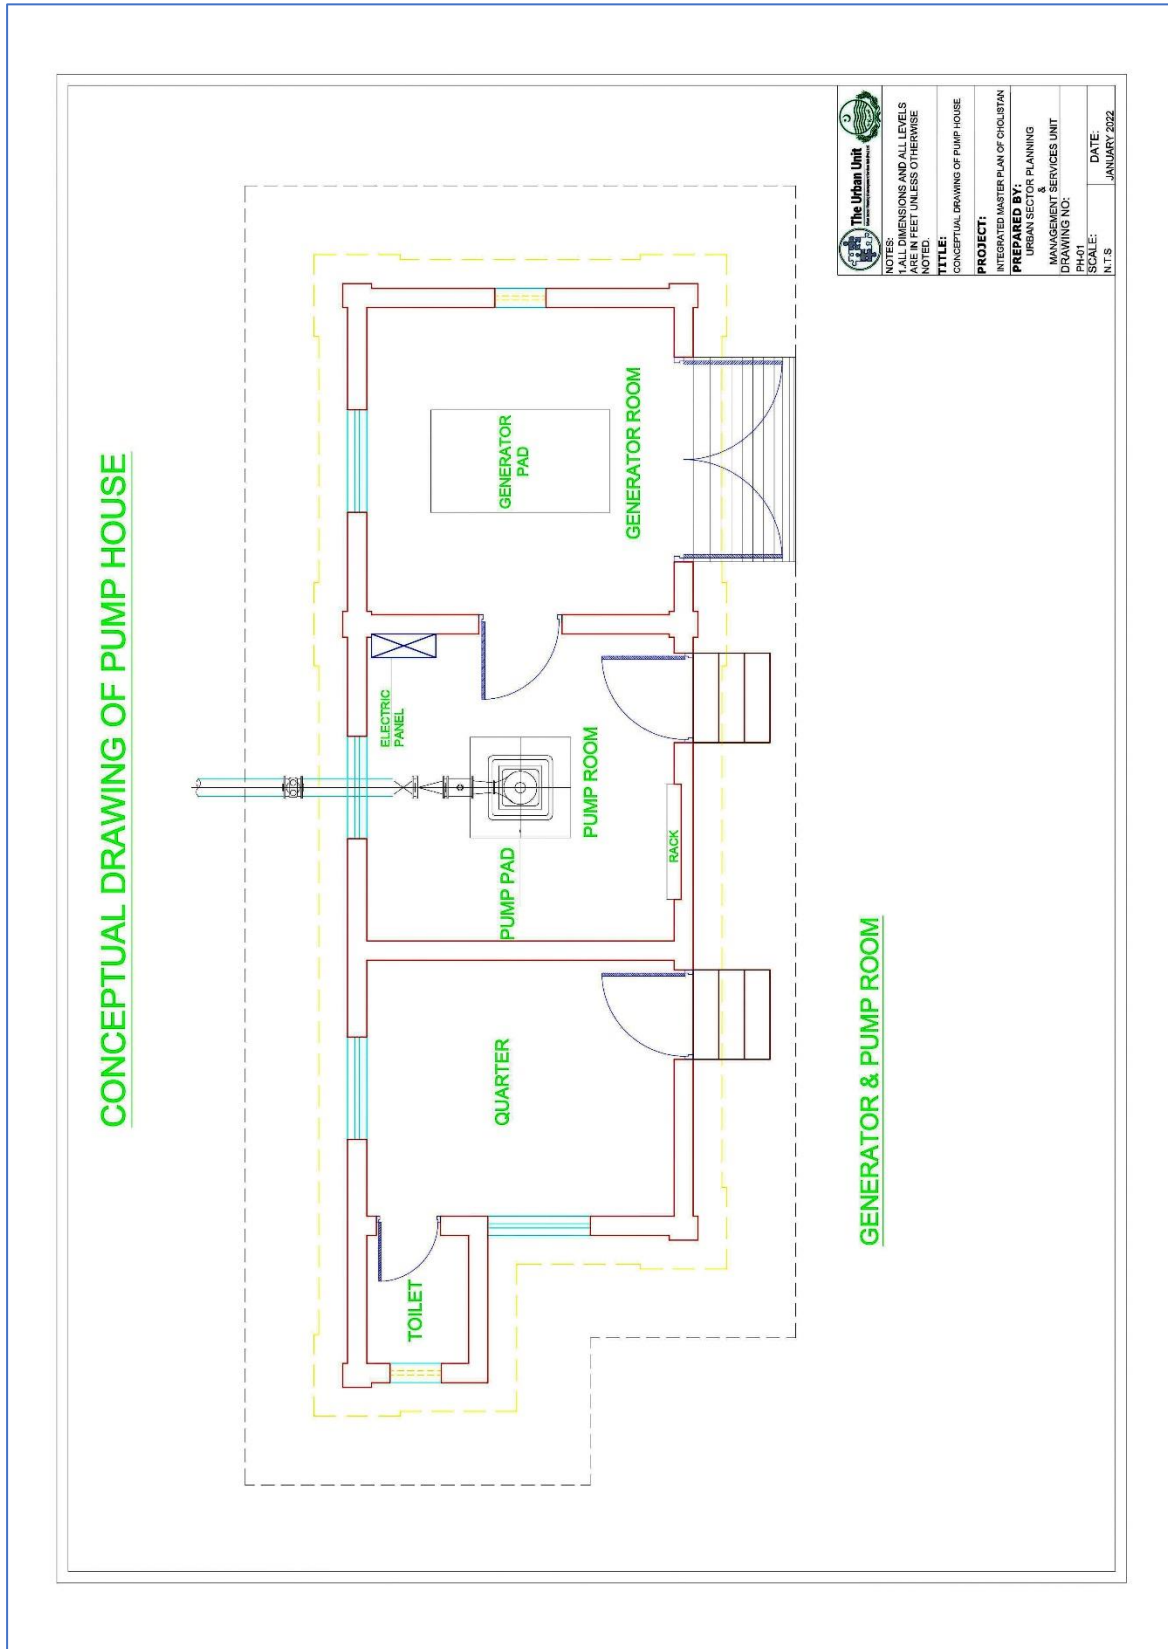 CONCEPTUAL DRAWING OF PUMP HOUSE
ELECTRIC
PANEL
GENERATOR
PAD
GENERATOR ROOM
PUMP PAD
PUMP ROOM
RACK
QUARTER
TOILET
GENERATOR & PUMP ROOM
The Urban Unit
NOTES:
1.ALL DIMENSIONS AND ALL LEVELS
ARE IN FEET UNLESS OTHERWISE
NOTED.
TITLE:
CONCEPTUAL DRAWING OF PUMP HOUSE
PROJECT:
INTEGRATED MASTER PLAN OF CHOLISTAN
PREPARED BY:
URBAN SECTOR PLANNING
&
MANAGEMENT SERVICES UNIT
DRAWING NO:
PH-01
SCALE:
N.T.S
DATE:
JANUARY 2022